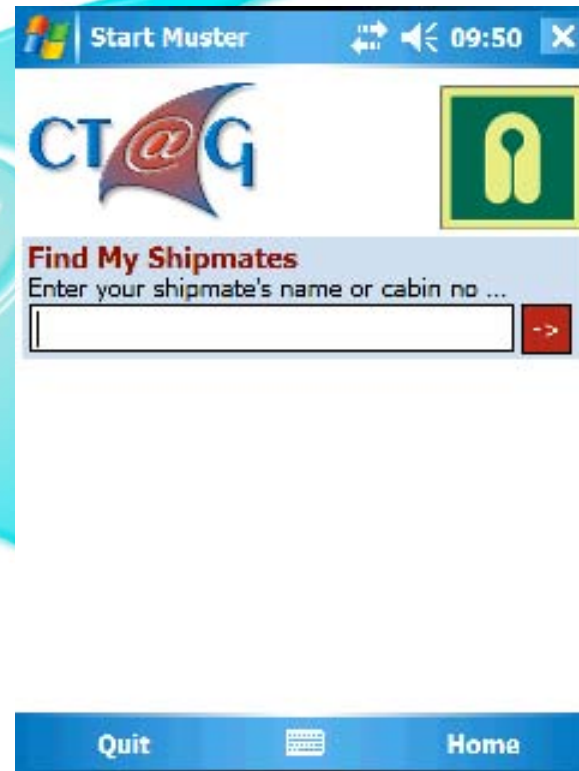 Start Muster 09:50
CT@G
Find My Shipmates
Enter your shipmate's name or cabin no ...
->
Quit Home